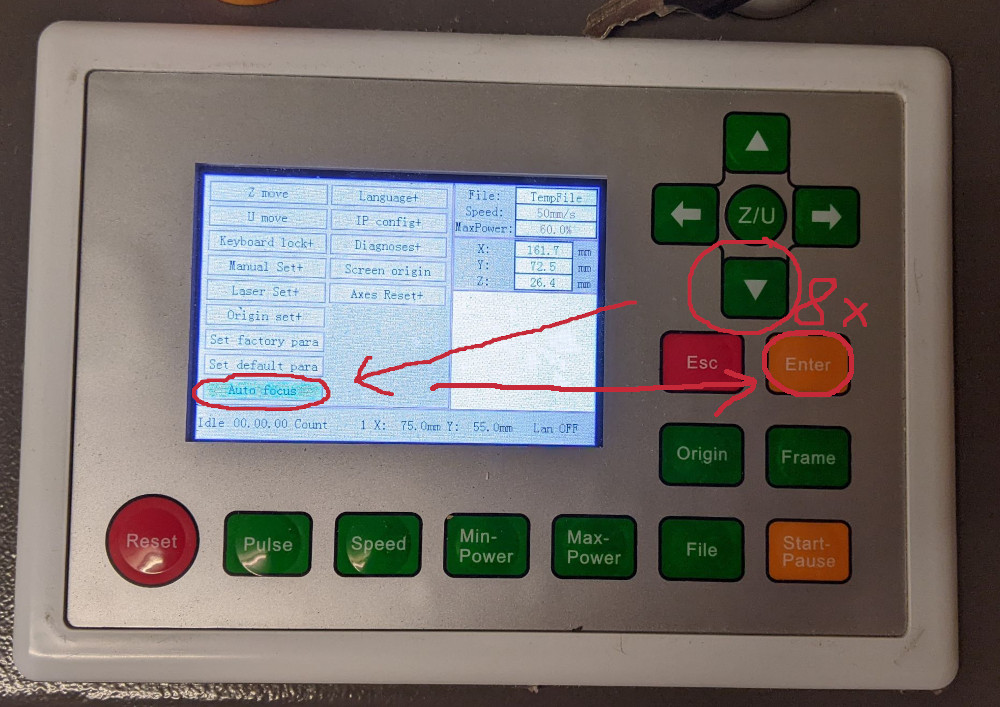 Z move
U move
Keyboard lock+
Manual Set+
Laser Set+
Origin set+
Set factory para
Set default para
Auto focus
Language+
IP config+
Diagnoses+
Screen origin
Axes Reset+
File: TempFile
Speed: 50mm/s
MaxPower: 60.0%
X: 161.7 mm
Y: 72.5 mm
Z: 26.4 mm
Idle 00.00.00 Count 1 X: 75.0mm Y: 55.0mm Lan OFF
Z/U
8x
Esc
Enter
Origin
Frame
Reset
Pulse
Speed
Min-
Power
Max-
Power
File
Start-
Pause